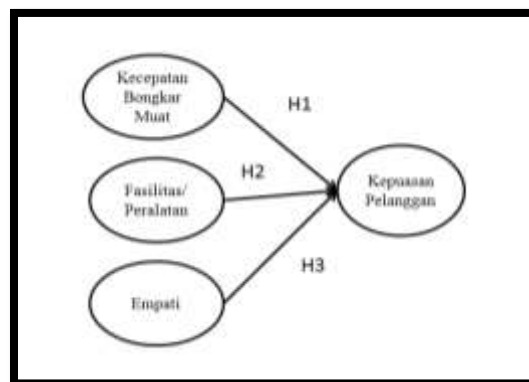 Kecepatan
Bongkar
Muat
H1
H2
Fasilitas/
Peralatan
Kepuasan
Pelanggan
H3
Empati